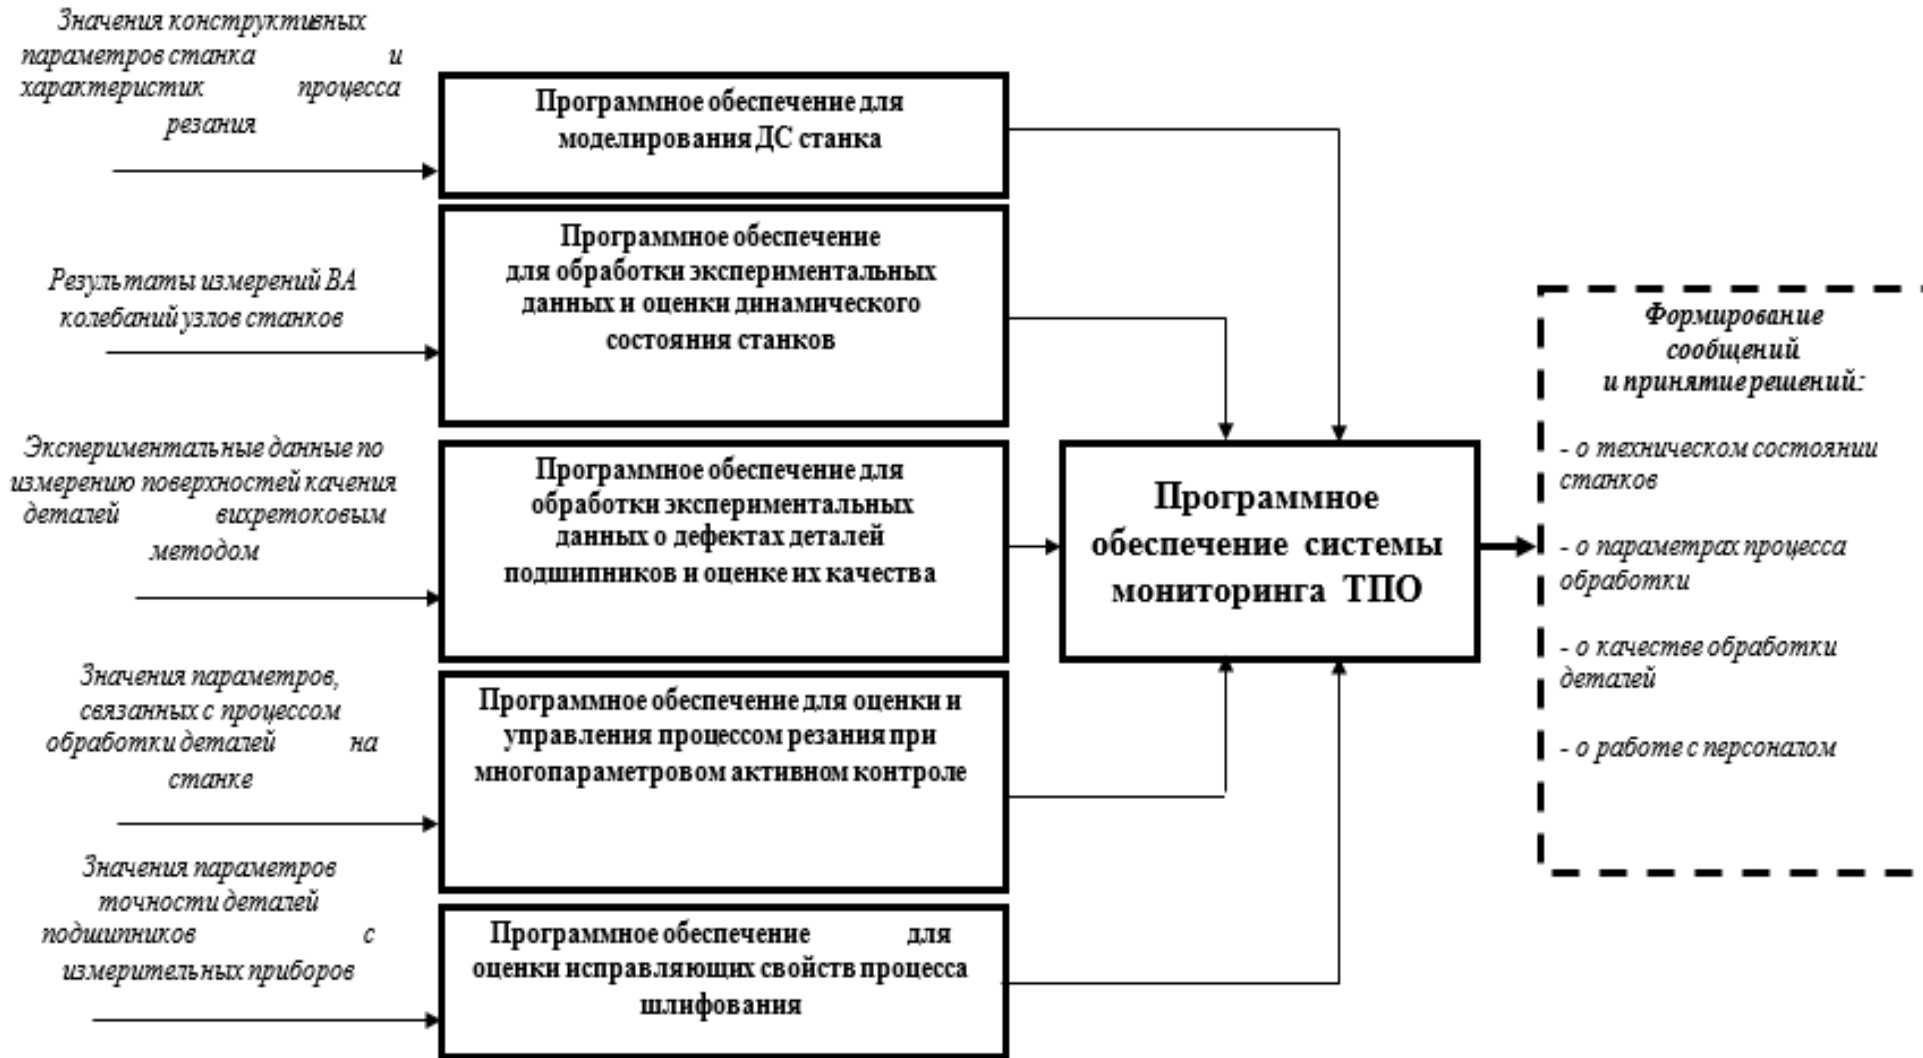 Значения конструктивных
параметров станка и
характеристик процесса
резания
Программное обеспечение для
моделирования ДС станка
Результаты измерений ВА
колебаний узлов станков
Программное обеспечение
для обработки экспериментальных
данных и оценки динамического
состояния станков
Экспериментальные данные по
измерению поверхностей качения
деталей вихретоковым
методом
Программное обеспечение для
обработки экспериментальных
данных о дефектах деталей
подшипников и оценке их качества
Значения параметров,
связанных с процессом
обработки деталей на
станке
Программное обеспечение для оценки и
управления процессом резания при
многопараметровом активном контроле
Значения параметров
точности деталей
подшипников с
измерительных приборов
Программное обеспечение для
оценки исправляющих свойств процесса
шлифования
Программное
обеспечение системы
мониторинга ТПО
Формирование
сообщений
и принятие решений:
- о техническом состоянии
станков
- о параметрах процесса
обработки
- о качестве обработки
деталей
- о работе с персоналом